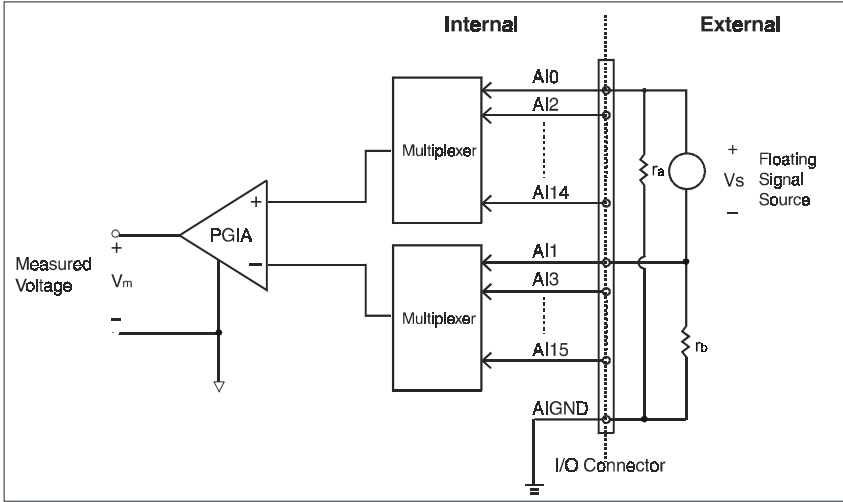 Internal
External
AI0
AI2
Multiplexer
AI14
ra
+
Vs
−
Floating
Signal
Source
+
PGIA
−
AI1
AI3
Multiplexer
AI15
rb
Measured
Voltage
+
Vm
−
AIGND
I/O Connector